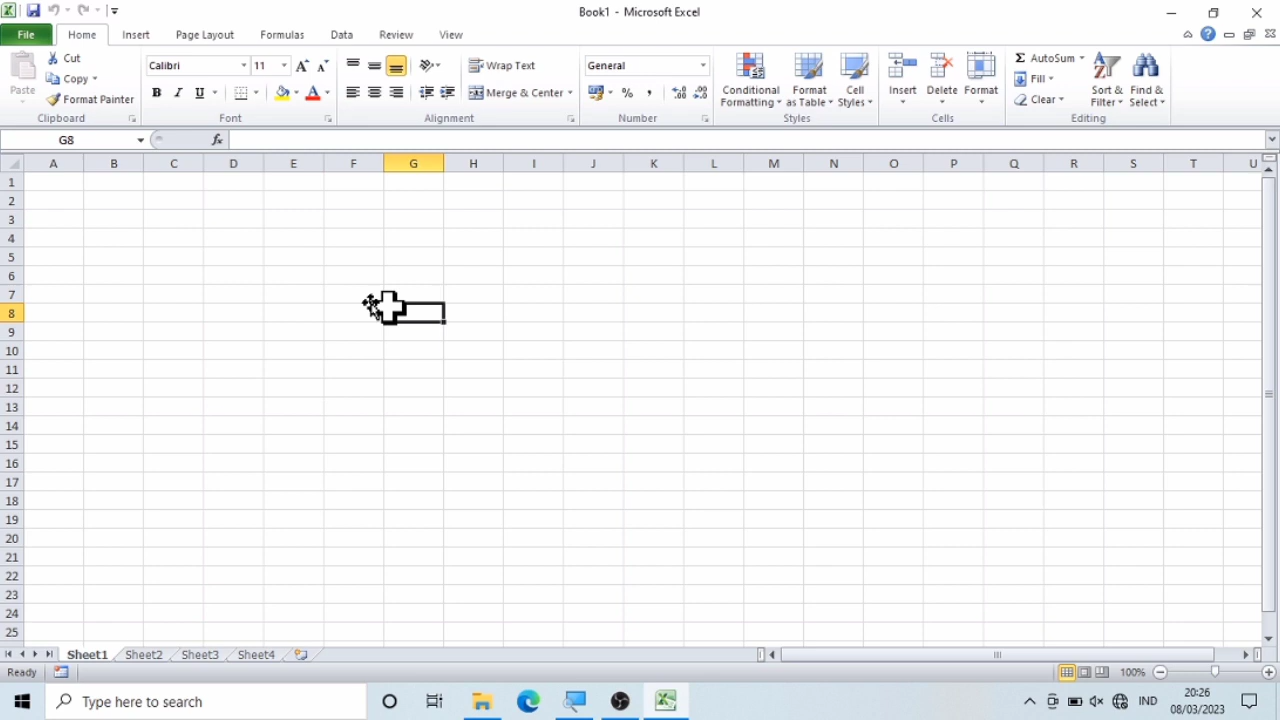 Book1 - Microsoft Excel
File Home Insert Page Layout Formulas Data Review View
Paste
Cut
Copy
Format Painter
Clipboard
Calibri 11
B I U A
Font
Wrap Text
Merge & Center
Alignment
General
% ,
Number
Conditional Formatting
Format as Table
Cell Styles
Styles
Insert Delete Format
Cells
Σ AutoSum
Fill
Clear
Sort & Filter
Find & Select
Editing
G8 fx
A B C D E F G H I J K L M N O P Q R S T U
1
2
3
4
5
6
7
8
9
10
11
12
13
14
15
16
17
18
19
20
21
22
23
24
25
Sheet1 Sheet2 Sheet3 Sheet4
Ready 100%
Type here to search IND 20:26
08/03/2023